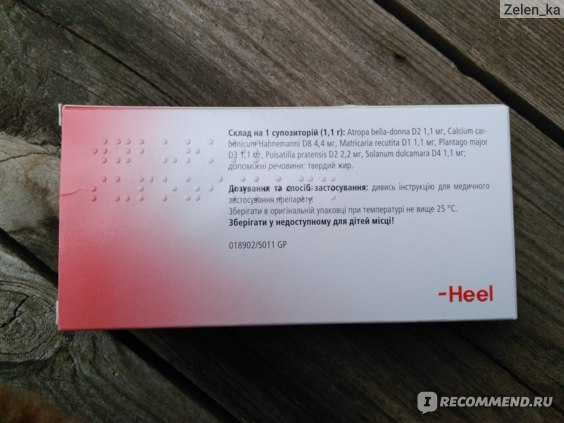 Zelen_ka
Склад на 1 супозиторій (1,1 г): Atropa bella-donna D2 1,1 мг, Calcium car-
bonicum Hahnemanni D8 4,4 мг, Matricaria recutita D1 1,1 мг, Plantago major
D3 1,1 мг, Pulsatilla pratensis D2 2,2 мг, Solanum dulcamara D4 1,1 мг;
допоміжні речовини: твердий жир.
Дозування та спосіб застосування: дивись інструкцію для медичного
застосування препарату.
Зберігати в оригінальній упаковці при температурі не вище 25 °C.
Зберігати у недоступному для дітей місці!
018902/5011 GP
-Heel
IRECOMMEND.RU